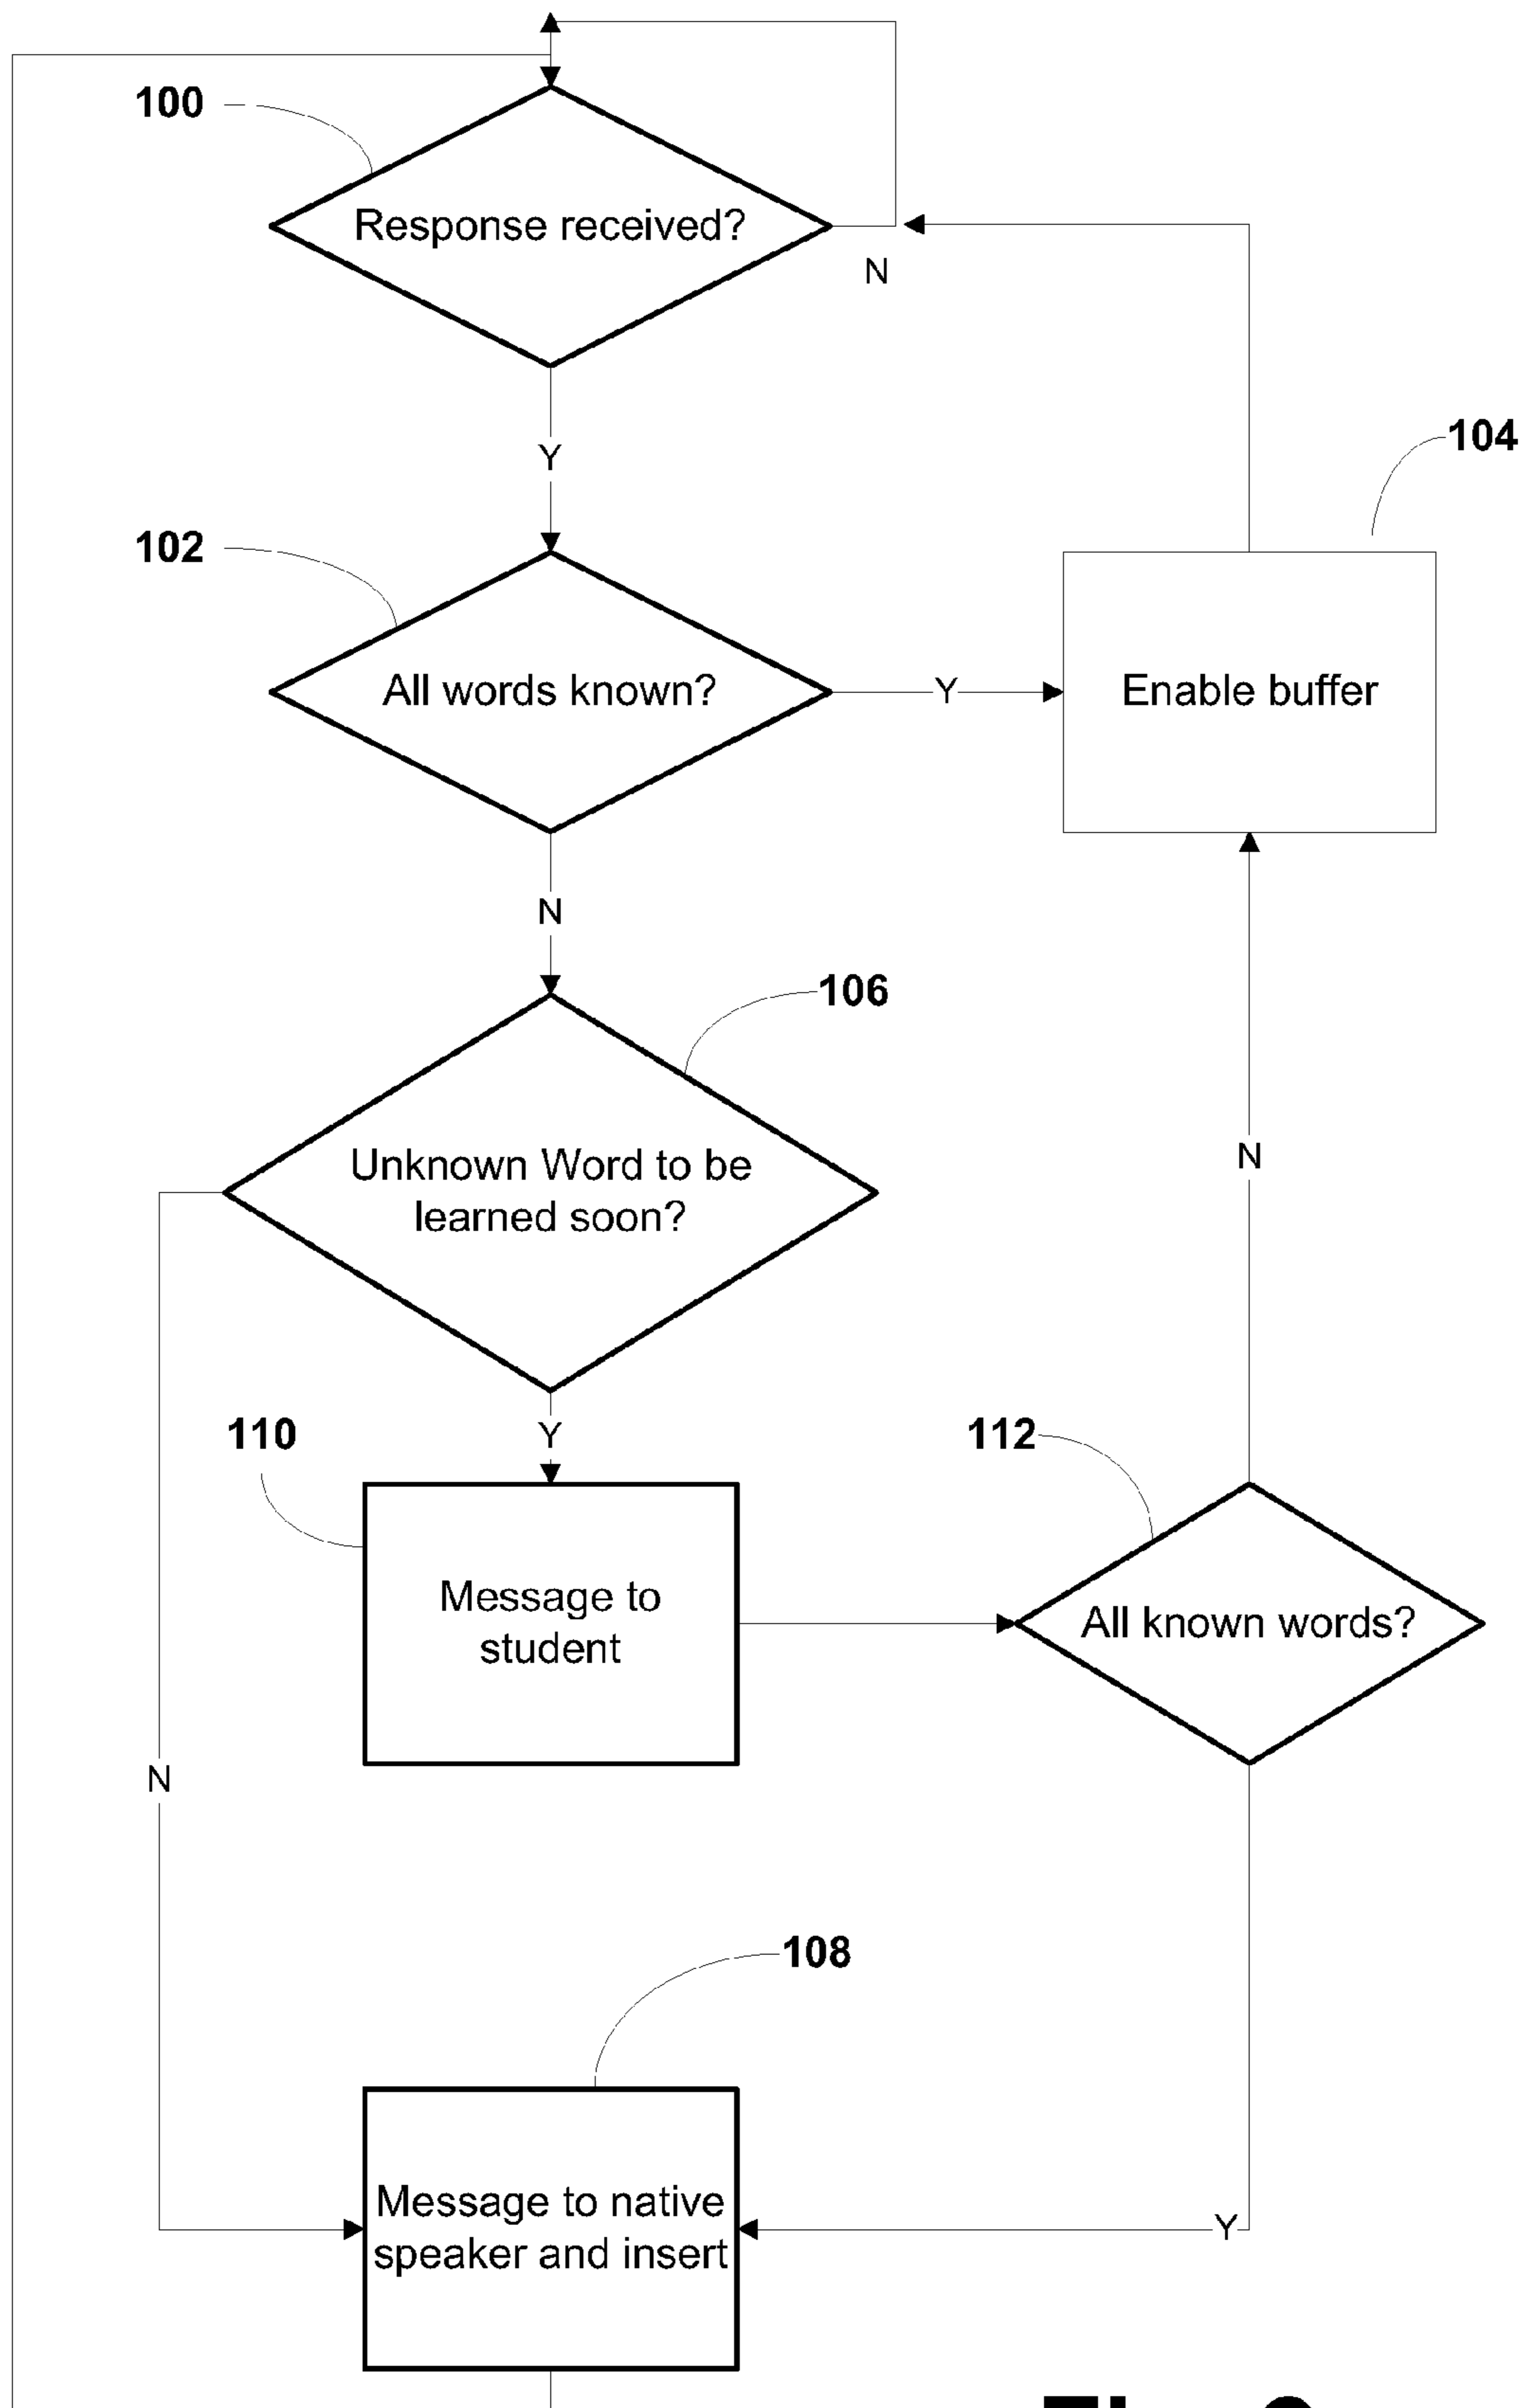 100
Response received?
N
Y
104
102
All words known?
Y
Enable buffer
N
106
Unknown Word to be
learned soon?
N
110
Y
112
Message to
student
All known words?
N
108
Message to native
speaker and insert
Y